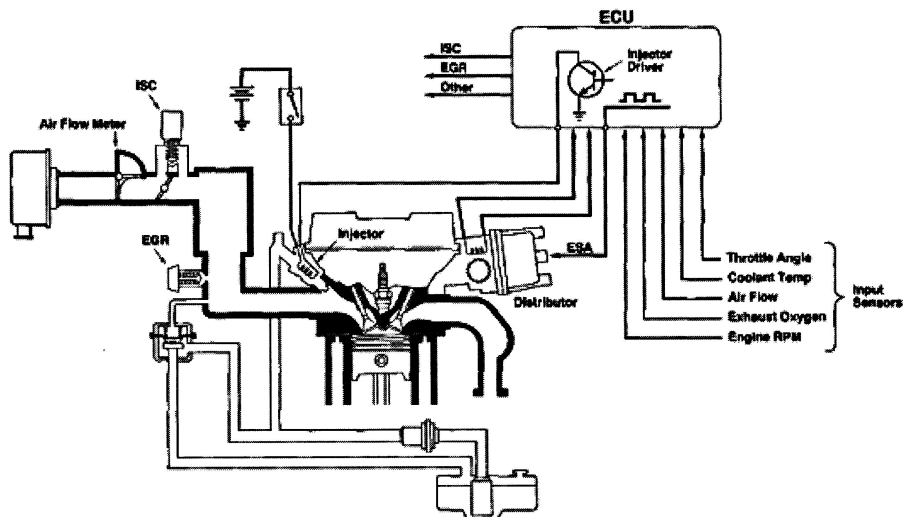 ECU
ISC
EGR
Other
Injector
Driver
ISC
Air Flow Meter
EGR
Injector
ESA
Distributor
Throttle Angle
Coolant Temp
Air Flow
Exhaust Oxygen
Engine RPM
Input
Sensors